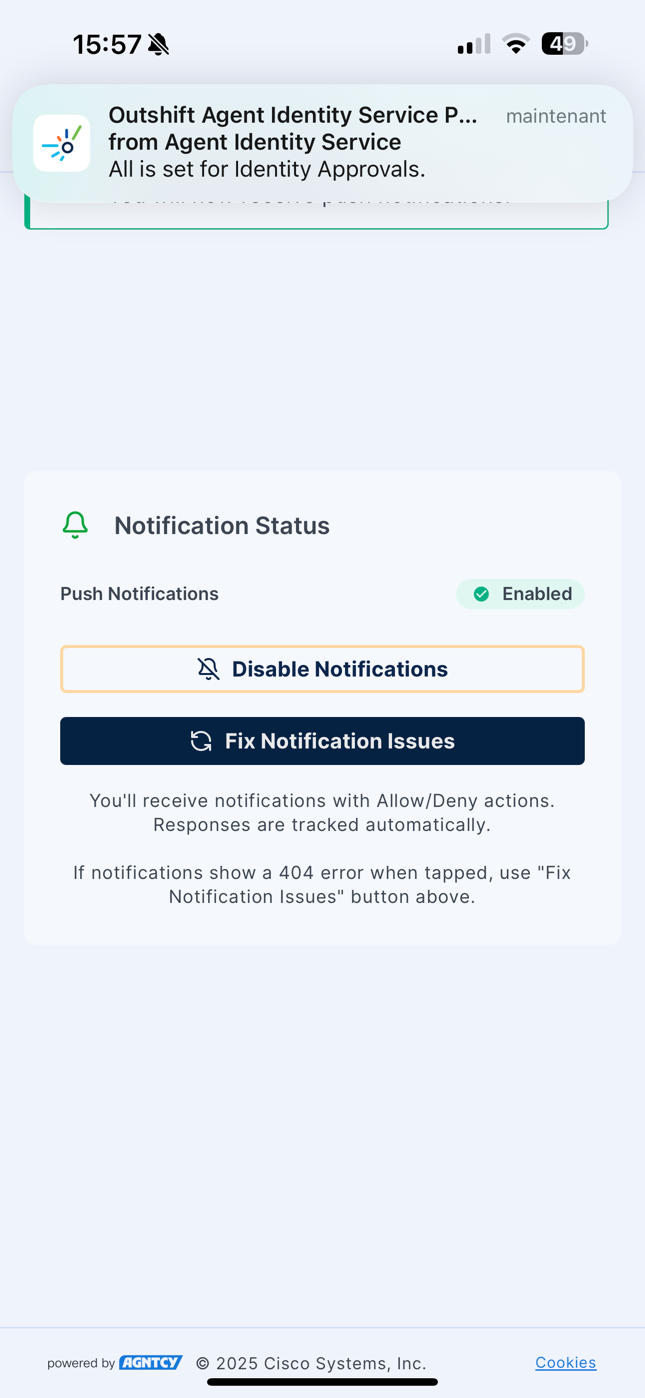 15:57
49
Outshift Agent Identity Service P...
maintenant
from Agent Identity Service
All is set for Identity Approvals.
Notification Status
Push Notifications
Enabled
Disable Notifications
Fix Notification Issues
You'll receive notifications with Allow/Deny actions.
Responses are tracked automatically.
If notifications show a 404 error when tapped, use "Fix
Notification Issues" button above.
powered by AGNTCY © 2025 Cisco Systems, Inc.
Cookies